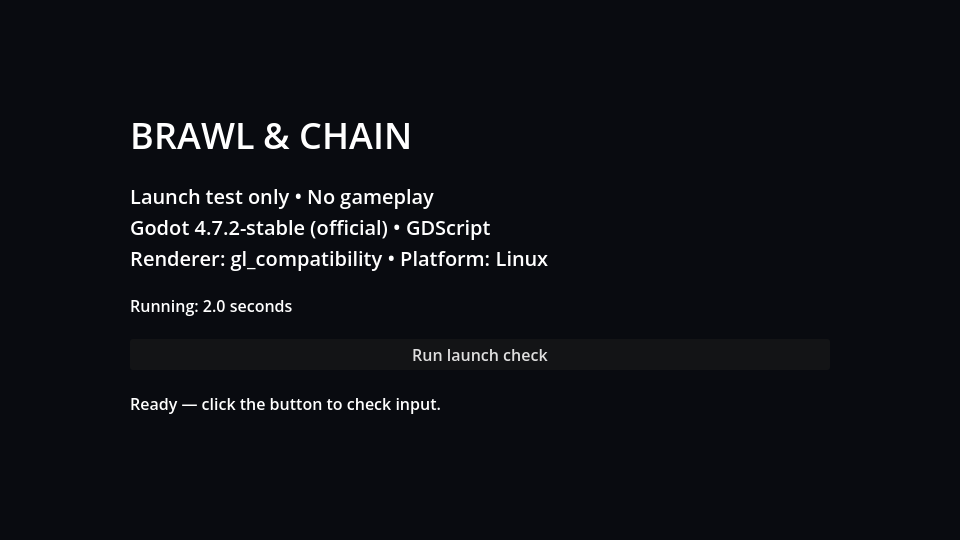 BRAWL & CHAIN
Launch test only • No gameplay
Godot 4.7.2-stable (official) • GDScript
Renderer: gl_compatibility • Platform: Linux
Running: 2.0 seconds
Run launch check
Ready — click the button to check input.